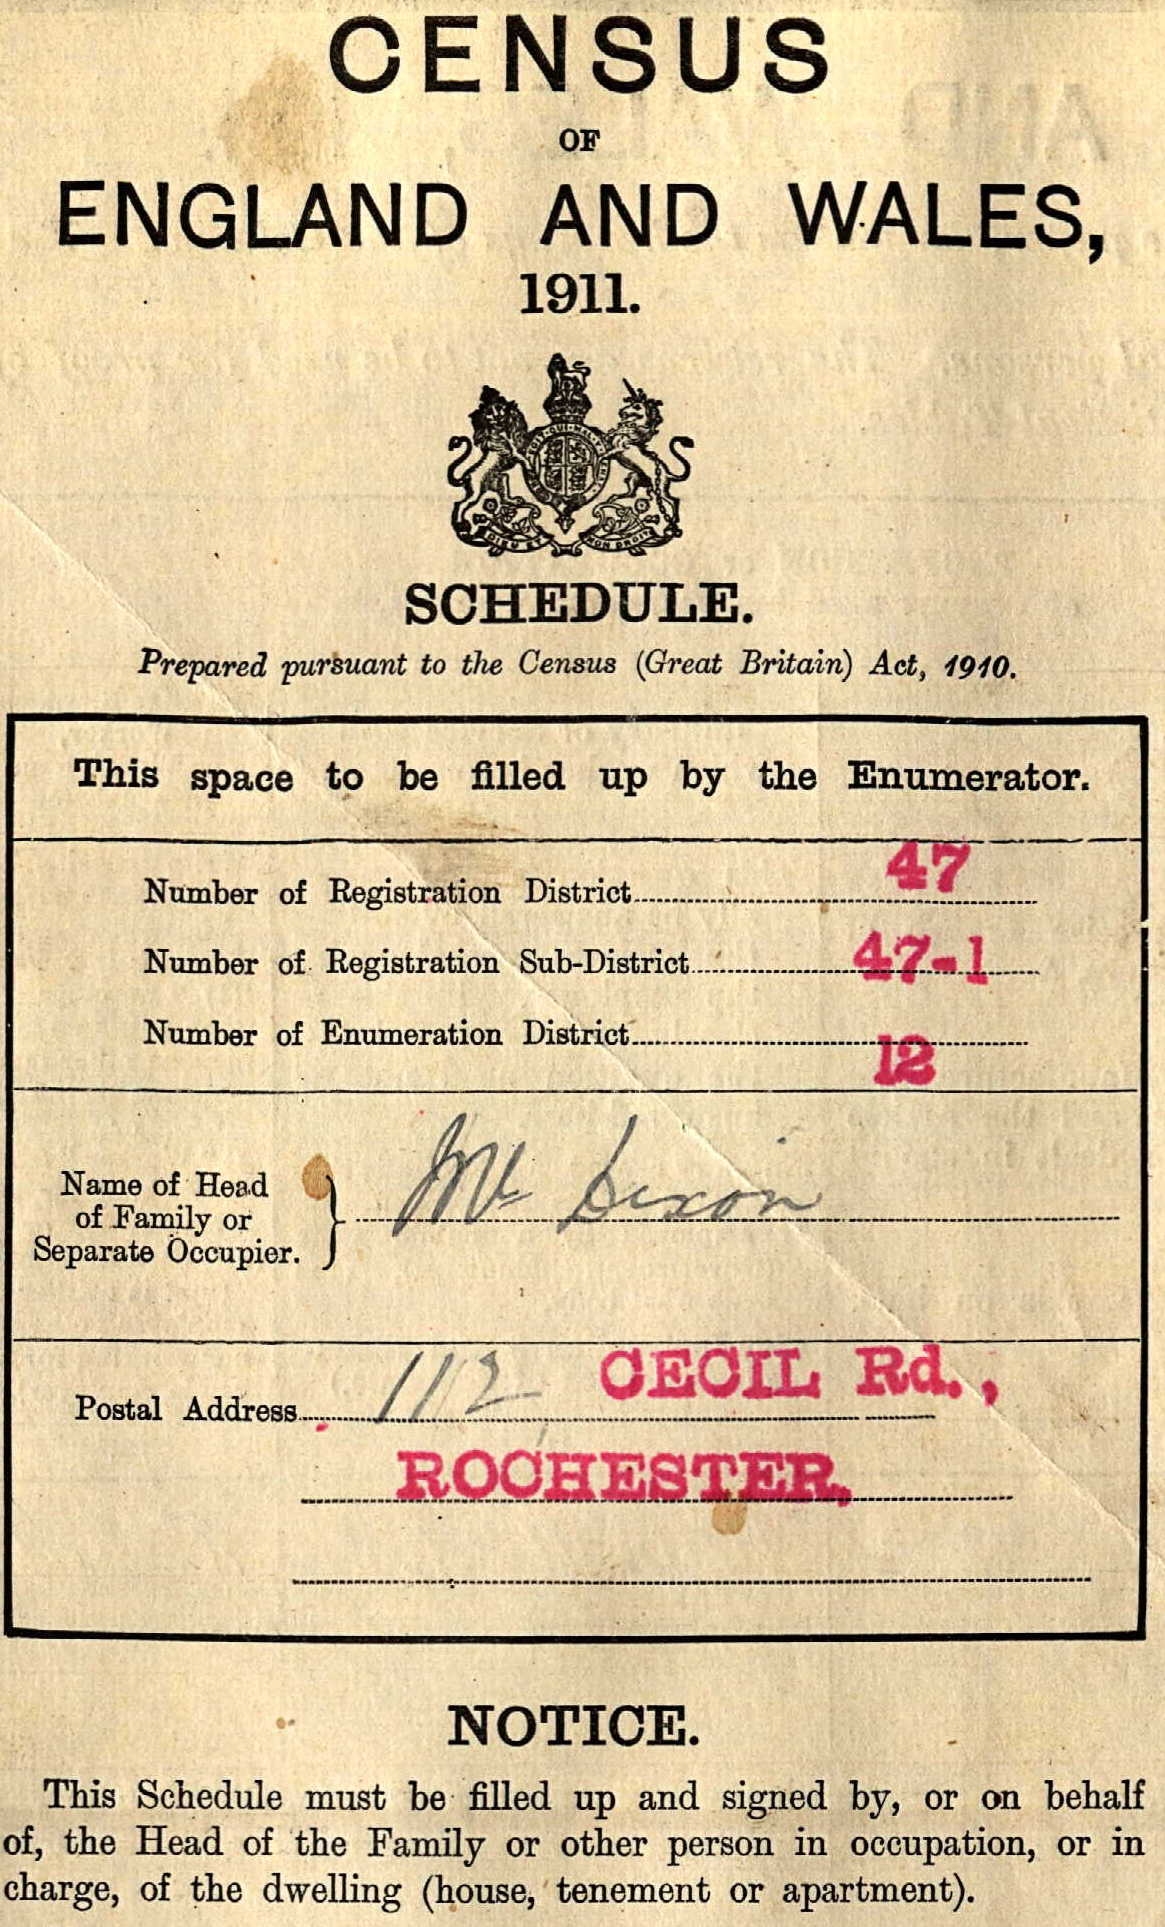 CENSUS
OF
ENGLAND AND WALES,
1911.
DIEU ET MON DROIT
SCHEDULE.
Prepared pursuant to the Census (Great Britain) Act, 1910.
This space to be filled up by the Enumerator.
Number of Registration District 47
Number of Registration Sub-District 47-1
Number of Enumeration District 12
Name of Head
of Family or
Separate Occupier. } Mr Dixon
Postal Address 112 CECIL Rd.,
ROCHESTER,
NOTICE.
This Schedule must be filled up and signed by, or on behalf
of, the Head of the Family or other person in occupation, or in
charge, of the dwelling (house, tenement or apartment).